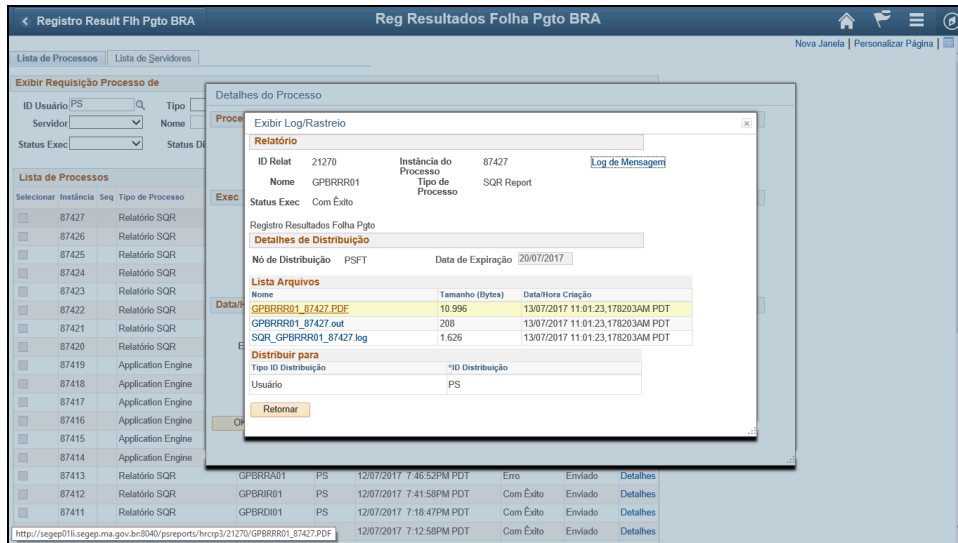 Registro Result Flh Pgto BRA
Reg Resultados Folha Pgto BRA
Nova Janela | Personalizar Página |
Lista de Processos Lista de Servidores
Exibir Requisição Processo de
ID Usuário PS Tipo
Servidor Nome
Status Exec Status Di
Lista de Processos
Selecionar Instância Seq Tipo de Processo
87427 Relatório SQR
87426 Relatório SQR
87425 Relatório SQR
87424 Relatório SQR
87423 Relatório SQR
87422 Relatório SQR
87421 Relatório SQR
87420 Relatório SQR
87419 Application Engine
87418 Application Engine
87417 Application Engine
87416 Application Engine
87415 Application Engine
87414 Application Engine
87413 Relatório SQR GPBRRA01 PS 12/07/2017 7:46:52PM PDT Erro Enviado Detalhes
87412 Relatório SQR GPBRIR01 PS 12/07/2017 7:41:58PM PDT Com Êxito Enviado Detalhes
87411 Relatório SQR GPBRDI01 PS 12/07/2017 7:18:47PM PDT Com Êxito Enviado Detalhes
12/07/2017 7:12:58PM PDT Com Êxito Enviado Detalhes
http://segep01li.segep.ma.gov.br:8040/psreports/hrcrp3/21270/GPBRRR01_87427.PDF
Detalhes do Processo
Proce
Exec
Data/H
E
OK
Exibir Log/Rastreio
Relatório
ID Relat 21270 Instância do Processo 87427 Log de Mensagem
Nome GPBRRR01 Tipo de Processo SQR Report
Status Exec Com Êxito
Registro Resultados Folha Pgto
Detalhes de Distribuição
Nó de Distribuição PSFT Data de Expiração 20/07/2017
Lista Arquivos
Nome Tamanho (Bytes) Data/Hora Criação
GPBRRR01_87427.PDF 10.996 13/07/2017 11:01:23,178203AM PDT
GPBRRR01_87427.out 208 13/07/2017 11:01:23,178203AM PDT
SQR_GPBRRR01_87427.log 1.626 13/07/2017 11:01:23,178203AM PDT
Distribuir para
Tipo ID Distribuição *ID Distribuição
Usuário PS
Retornar